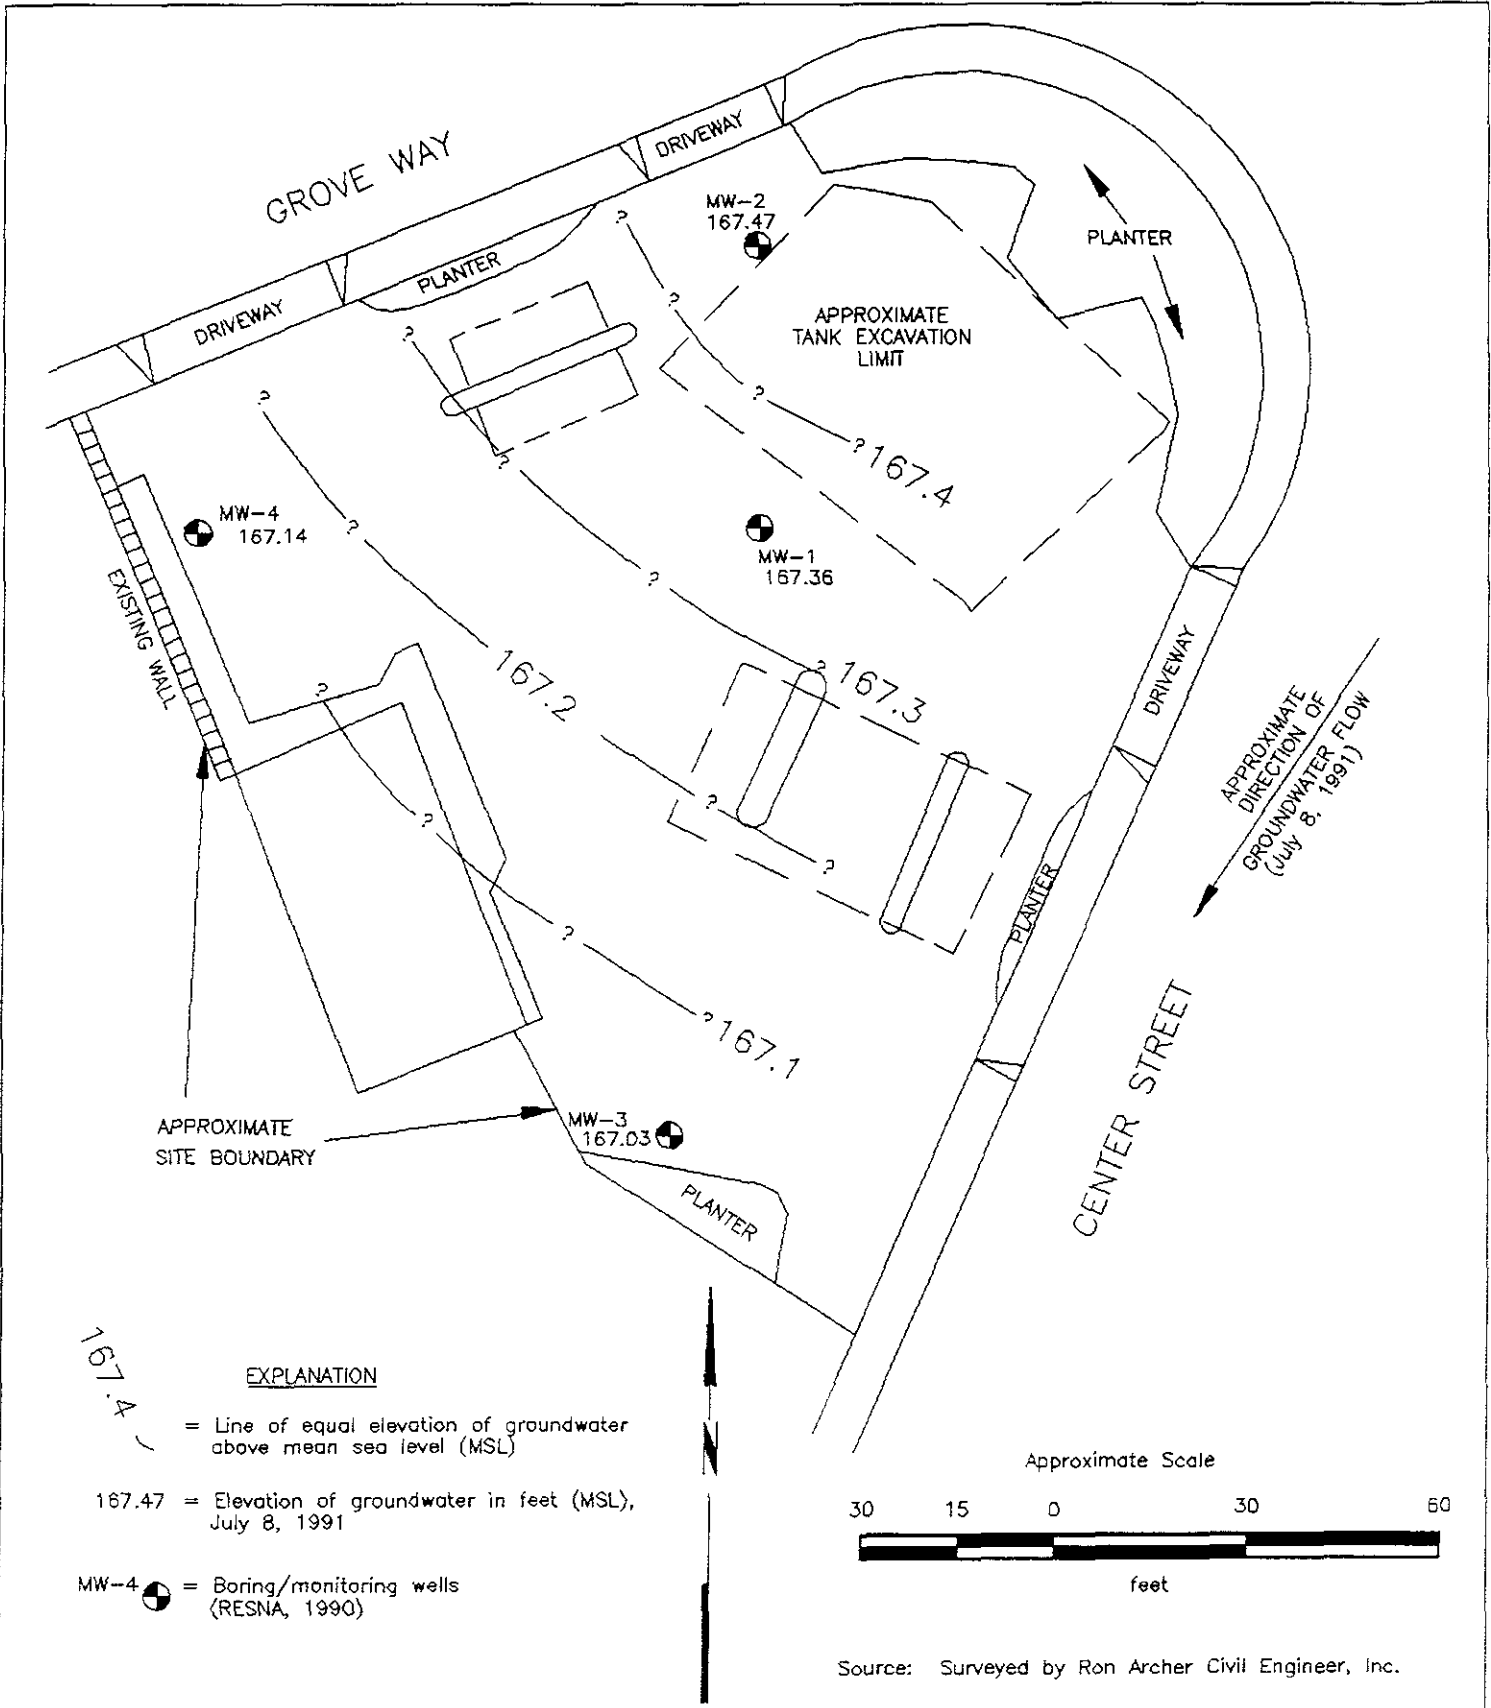 GROVE WAY
DRIVEWAY
DRIVEWAY
PLANTER
MW-2
167.47
PLANTER
APPROXIMATE
TANK EXCAVATION
LIMIT
?
?
?
?
167.4
?
?
?
?
167.3
?
?
167.2
?
?
?
?
?
?
167.1
MW-4
167.14
MW-1
167.36
EXISTING WALL
DRIVEWAY
APPROXIMATE
DIRECTION OF
GROUNDWATER FLOW
(July 8, 1991)
PLANTER
CENTER STREET
APPROXIMATE
SITE BOUNDARY
MW-3
167.03
PLANTER
167.4
EXPLANATION
= Line of equal elevation of groundwater
above mean sea level (MSL)
167.47 = Elevation of groundwater in feet (MSL),
July 8, 1991
MW-4 = Boring/monitoring wells
(RESNA, 1990)
N
Approximate Scale
30 15 0 30 60
feet
Source: Surveyed by Ron Archer Civil Engineer, Inc.